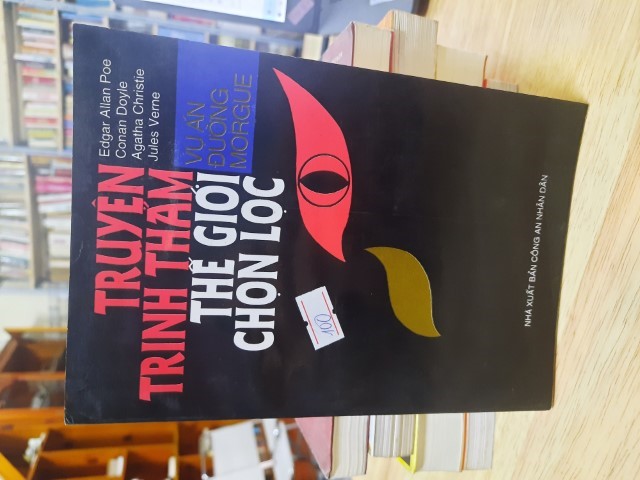 Edgar Allan Poe
Conan Doyle
Agatha Christie
Jules Verne
VỤ ÁN
ĐƯỜNG
MORGUE
TRUYỆN
TRINH THÁM
THẾ GIỚI
CHỌN LỌC
100
NHÀ XUẤT BẢN CÔNG AN NHÂN DÂN